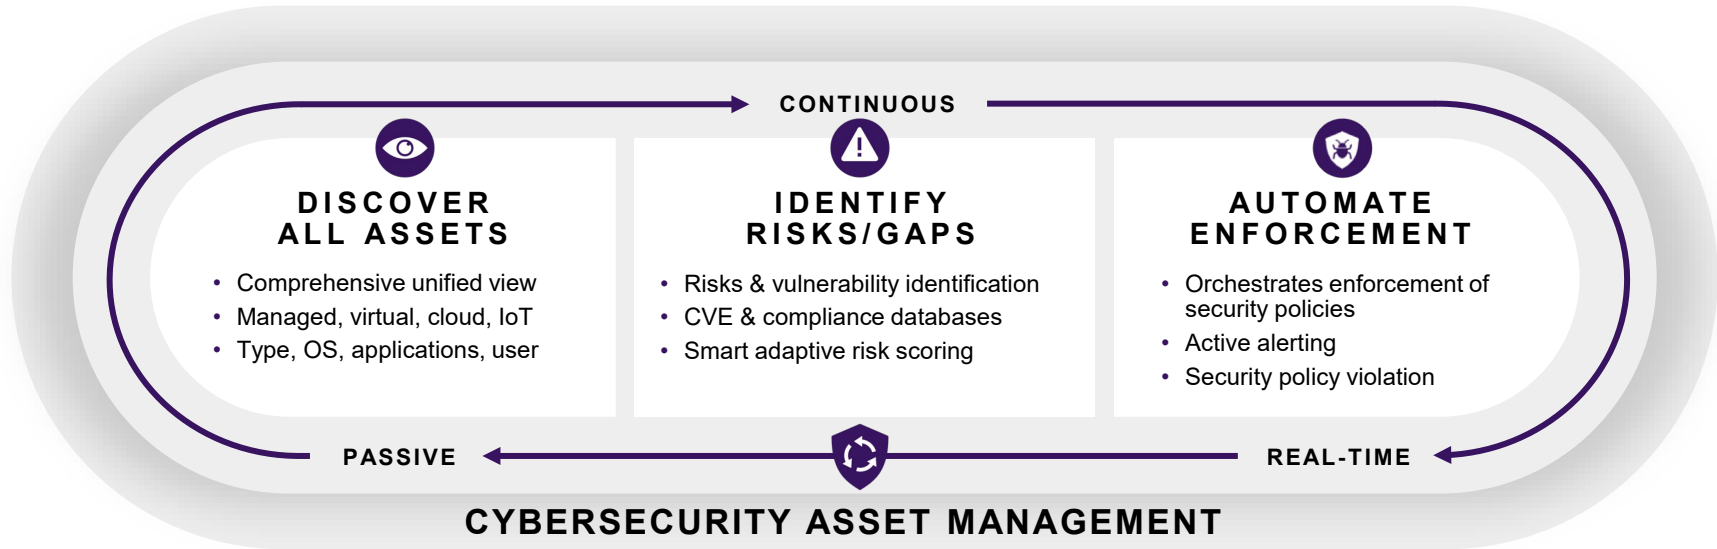 CONTINUOUS
DISCOVER
ALL ASSETS
• Comprehensive unified view
• Managed, virtual, cloud, IoT
• Type, OS, applications, user
IDENTIFY
RISKS/GAPS
• Risks & vulnerability identification
• CVE & compliance databases
• Smart adaptive risk scoring
AUTOMATE
ENFORCEMENT
• Orchestrates enforcement of
security policies
• Active alerting
• Security policy violation
PASSIVE
REAL-TIME
CYBERSECURITY ASSET MANAGEMENT